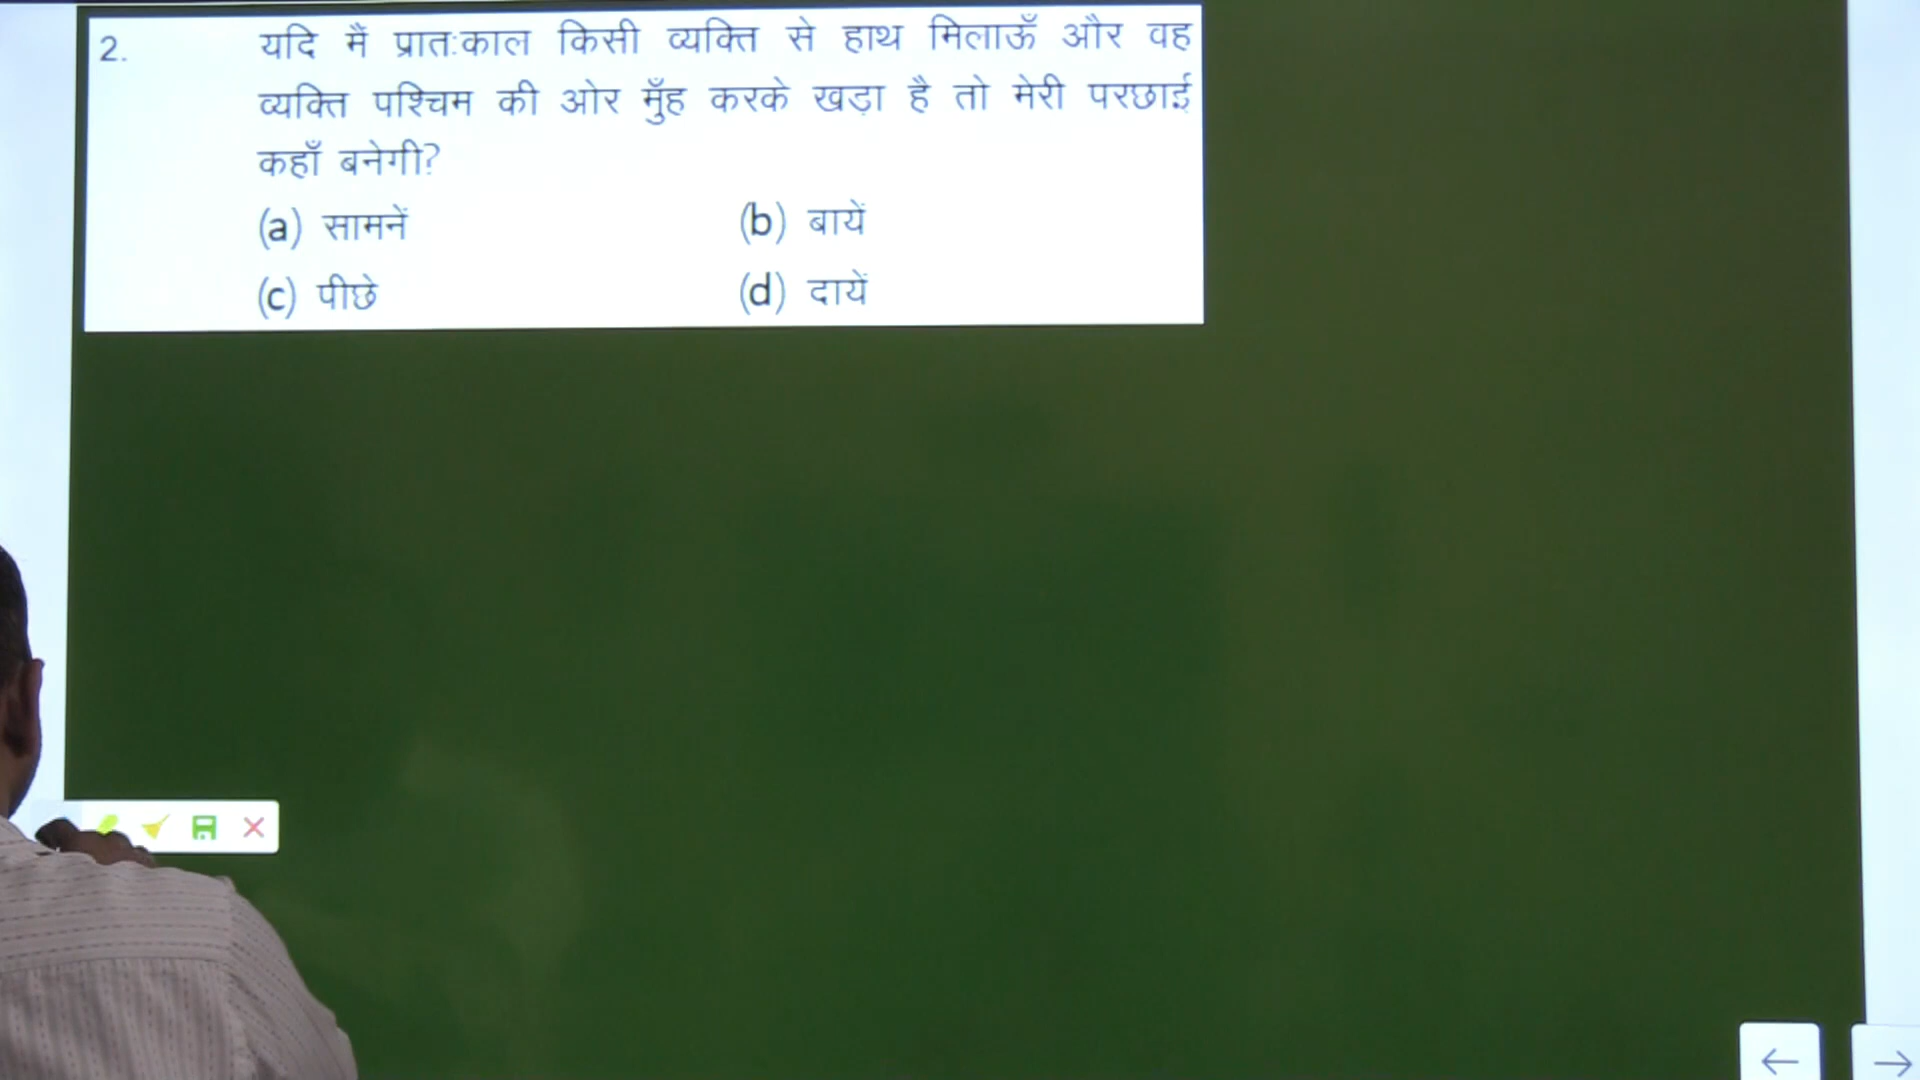 2. यदि मैं प्रातःकाल किसी व्यक्ति से हाथ मिलाऊँ और वह
व्यक्ति पश्चिम की ओर मुँह करके खड़ा है तो मेरी परछाई
कहाँ बनेगी?
(a) सामनें (b) बायें
(c) पीछे (d) दायें